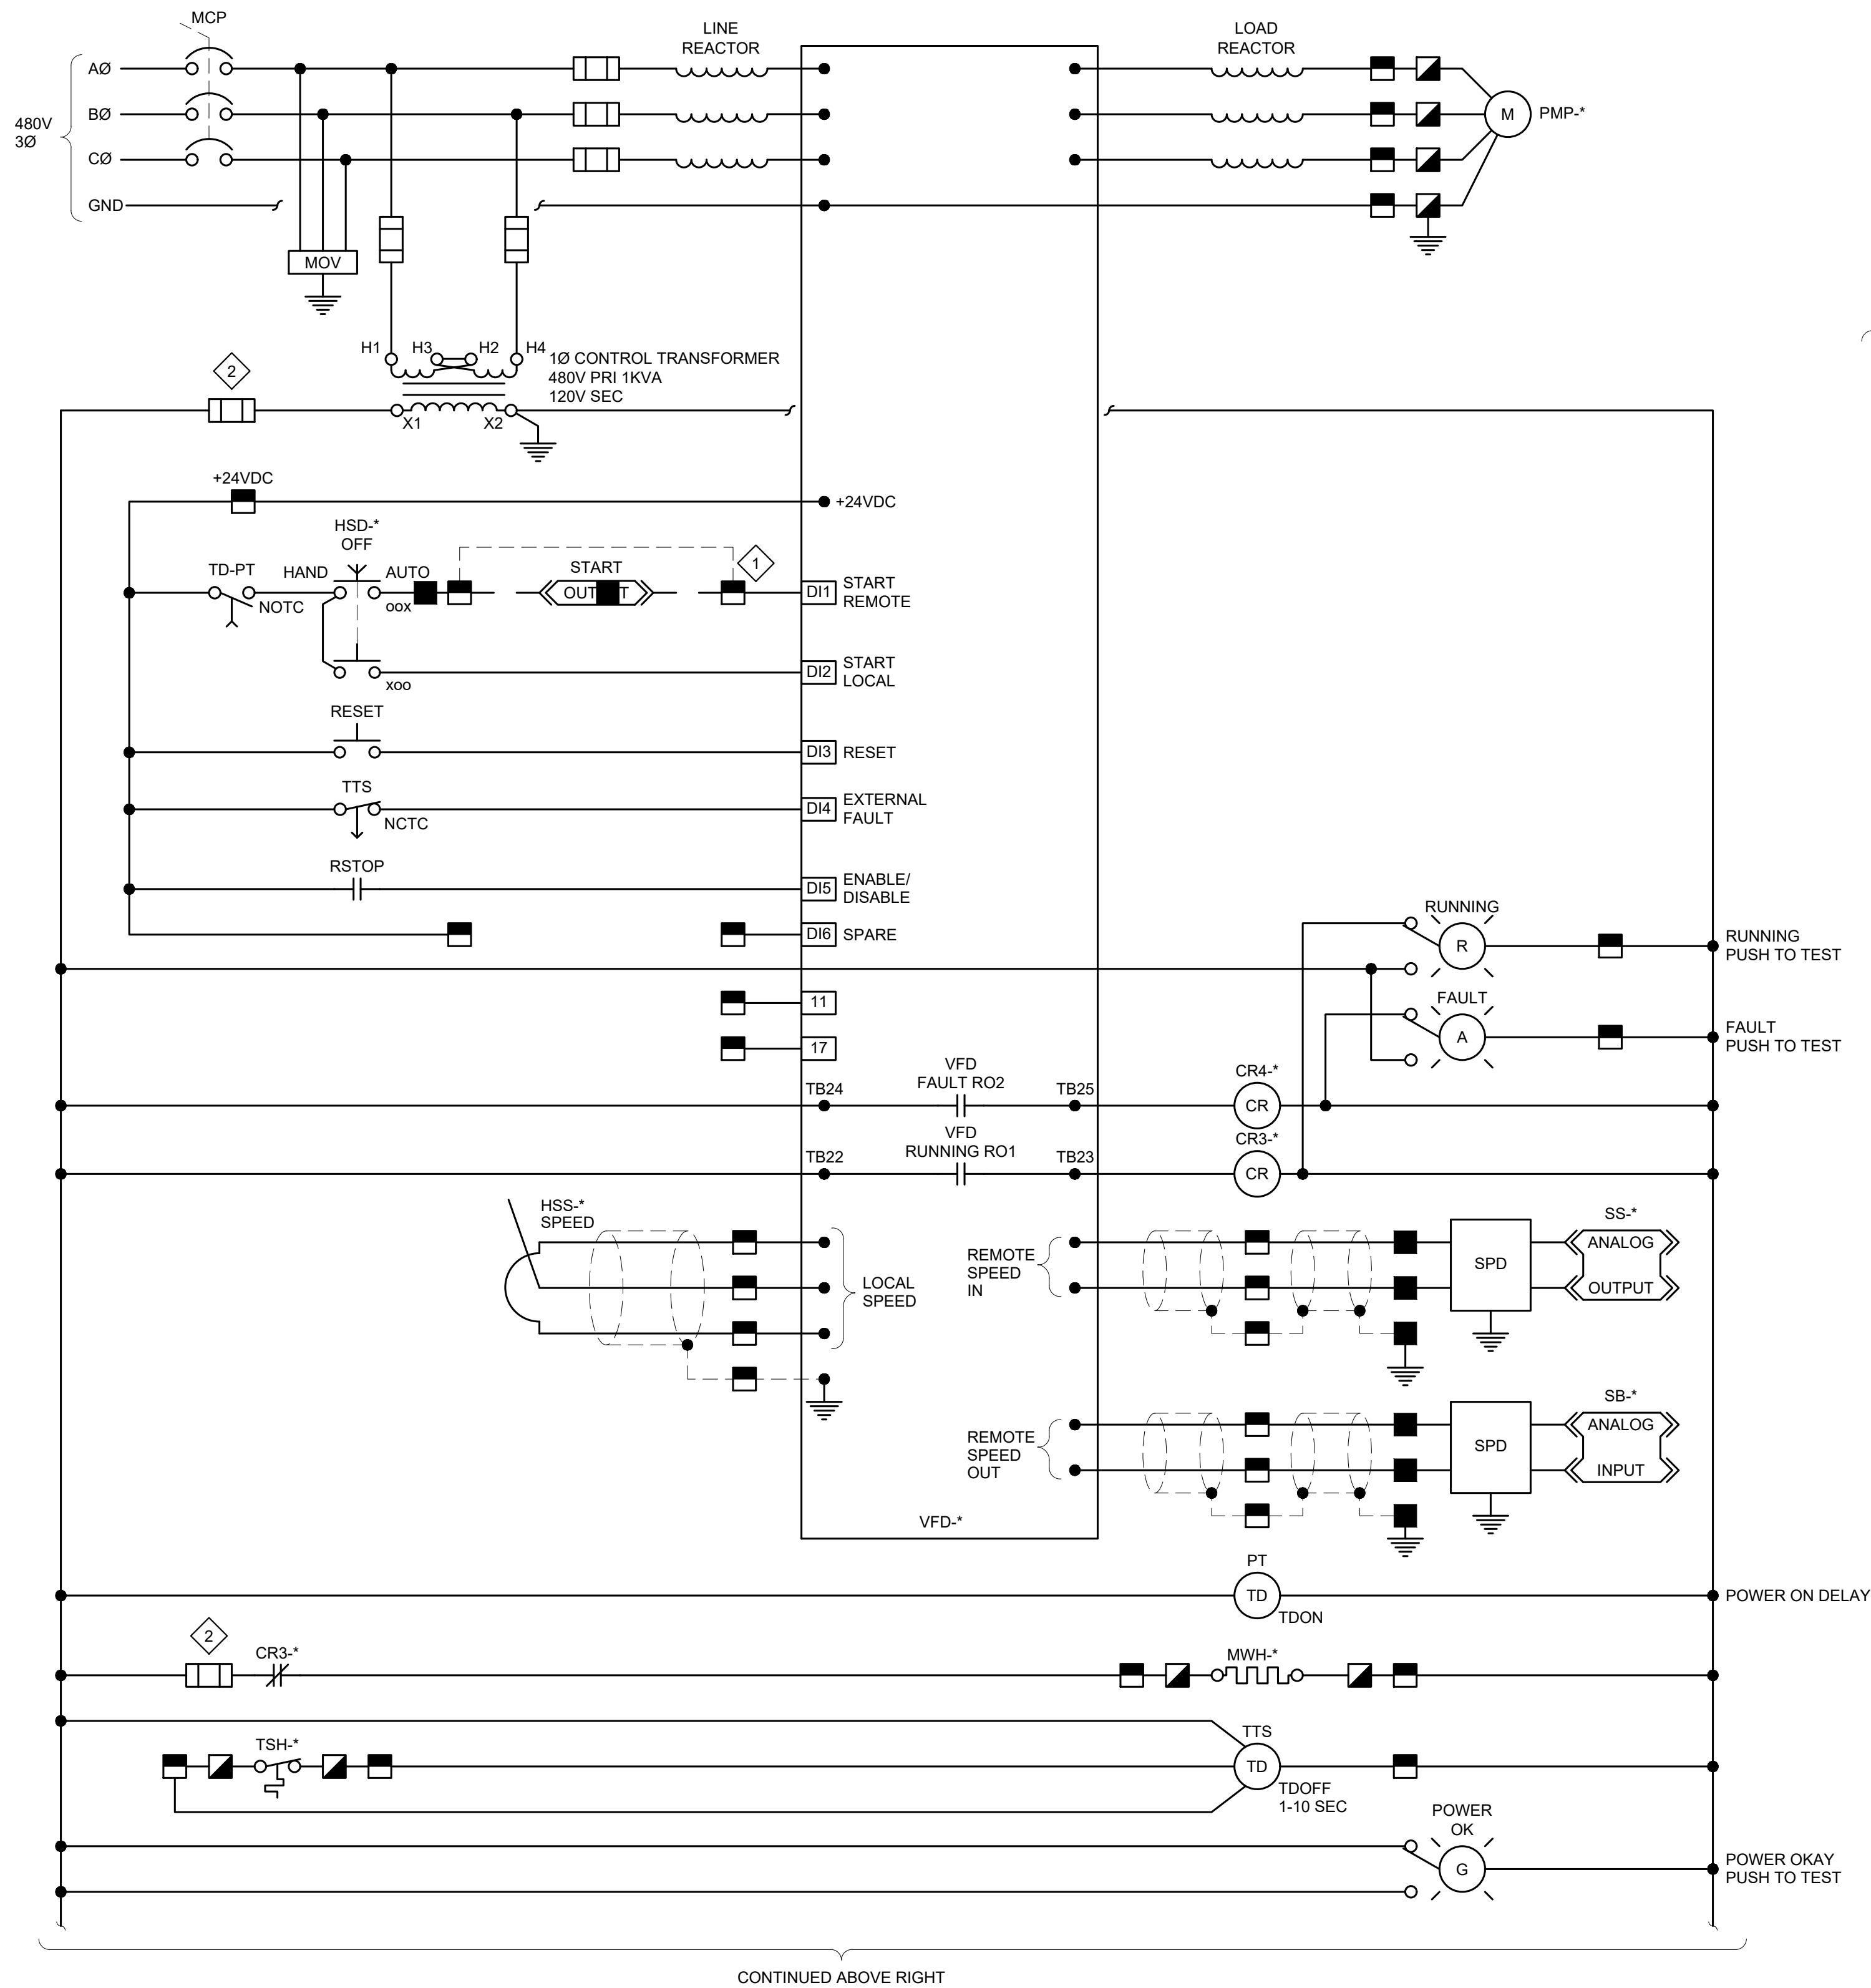 MCP
LINE
REACTOR
LOAD
REACTOR
AØ
BØ
CØ
GND
480V
3Ø
M
PMP-*
MOV
H1
H3
H2
H4
1Ø CONTROL TRANSFORMER
480V PRI 1KVA
120V SEC
2
X1
X2
+24VDC
+24VDC
HSD-*
OFF
TD-PT
HAND
AUTO
NOTC
oox
START
1
DI1
START
REMOTE
xoo
DI2
START
LOCAL
RESET
DI3
RESET
TTS
NCTC
DI4
EXTERNAL
FAULT
RSTOP
DI5
ENABLE/
DISABLE
DI6
SPARE
RUNNING
R
RUNNING
PUSH TO TEST
11
FAULT
A
FAULT
PUSH TO TEST
17
TB24
VFD
FAULT RO2
TB25
CR4-*
CR
TB22
VFD
RUNNING RO1
TB23
CR3-*
CR
HSS-*
SPEED
LOCAL
SPEED
REMOTE
SPEED
IN
SPD
SS-*
ANALOG
OUTPUT
REMOTE
SPEED
OUT
SPD
SB-*
ANALOG
INPUT
VFD-*
PT
TD
TDON
POWER ON DELAY
2
CR3-*
MWH-*
TSH-*
TTS
TD
TDOFF
1-10 SEC
POWER
OK
G
POWER OKAY
PUSH TO TEST
CONTINUED ABOVE RIGHT